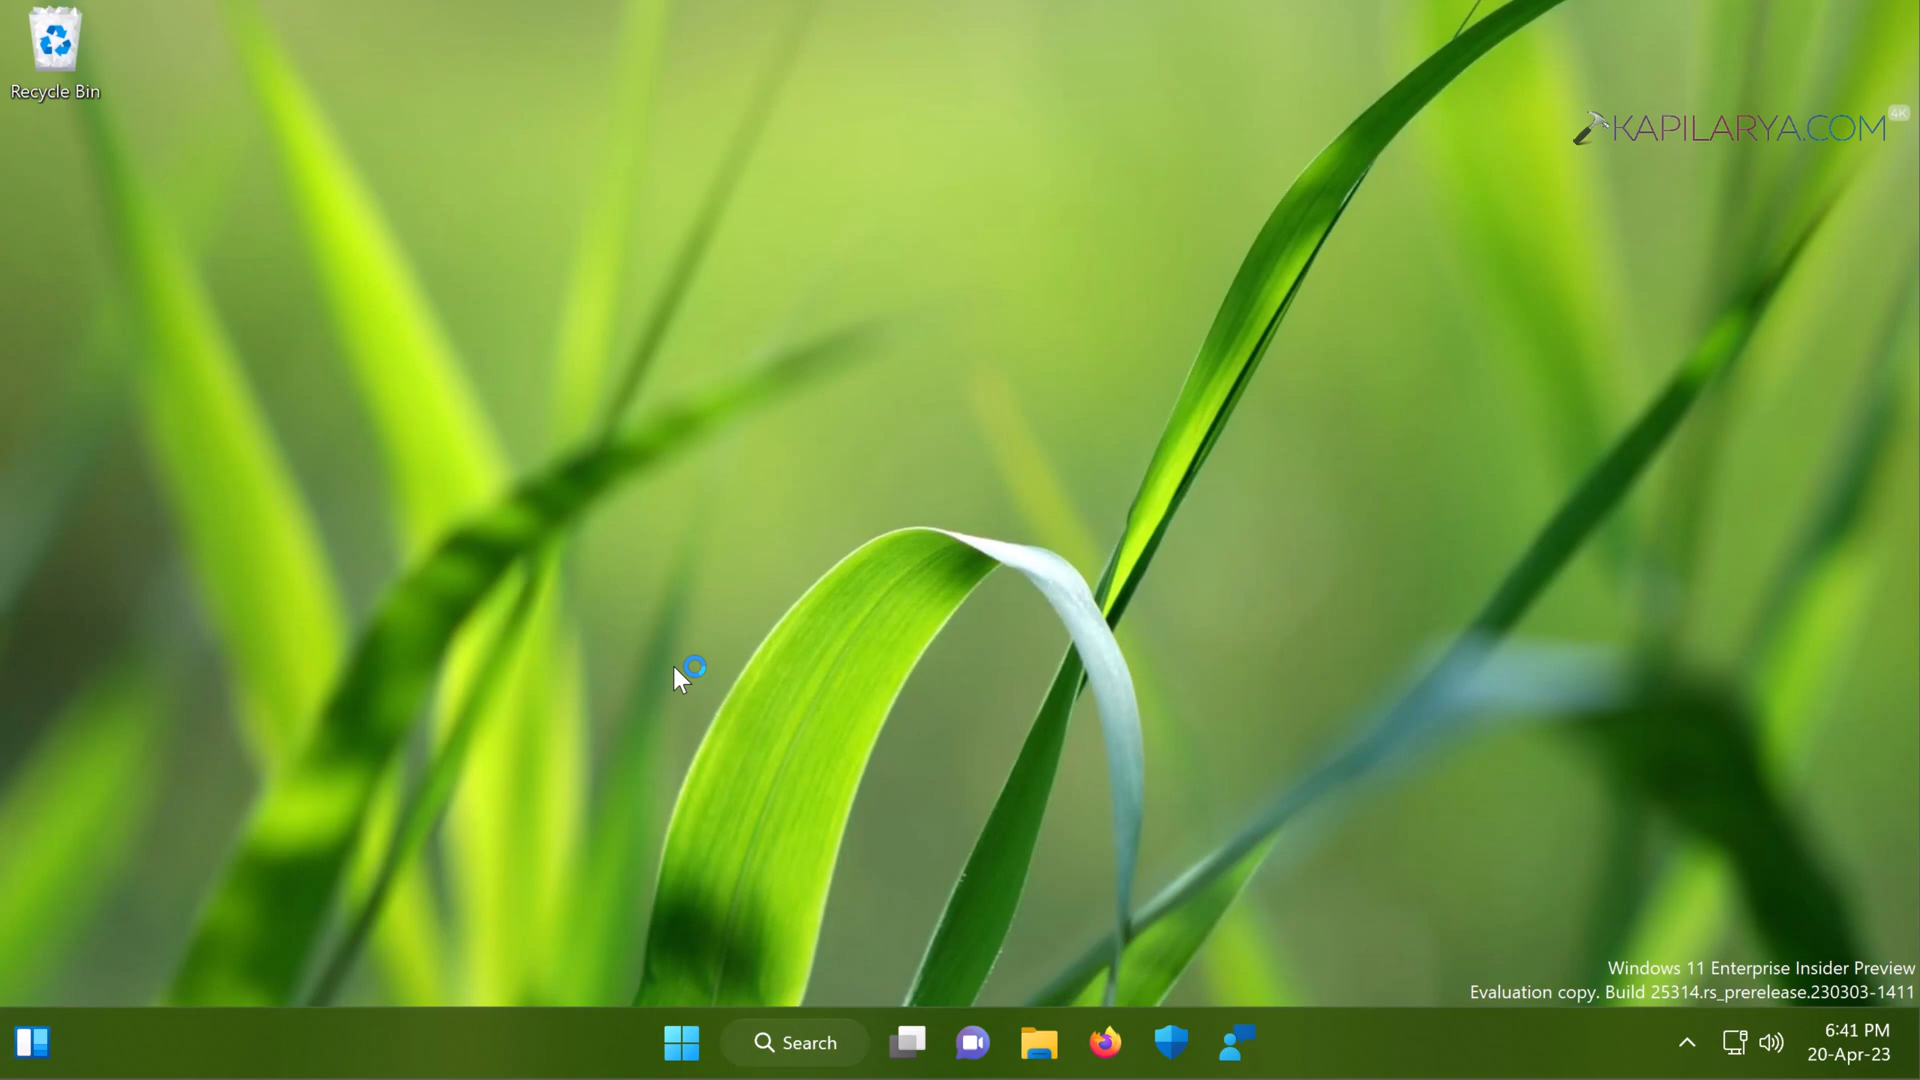 Recycle Bin
KAPILARYA.COM
4K
Windows 11 Enterprise Insider Preview
Evaluation copy. Build 25314.rs_prerelease.230303-1411
Search
6:41 PM
20-Apr-23